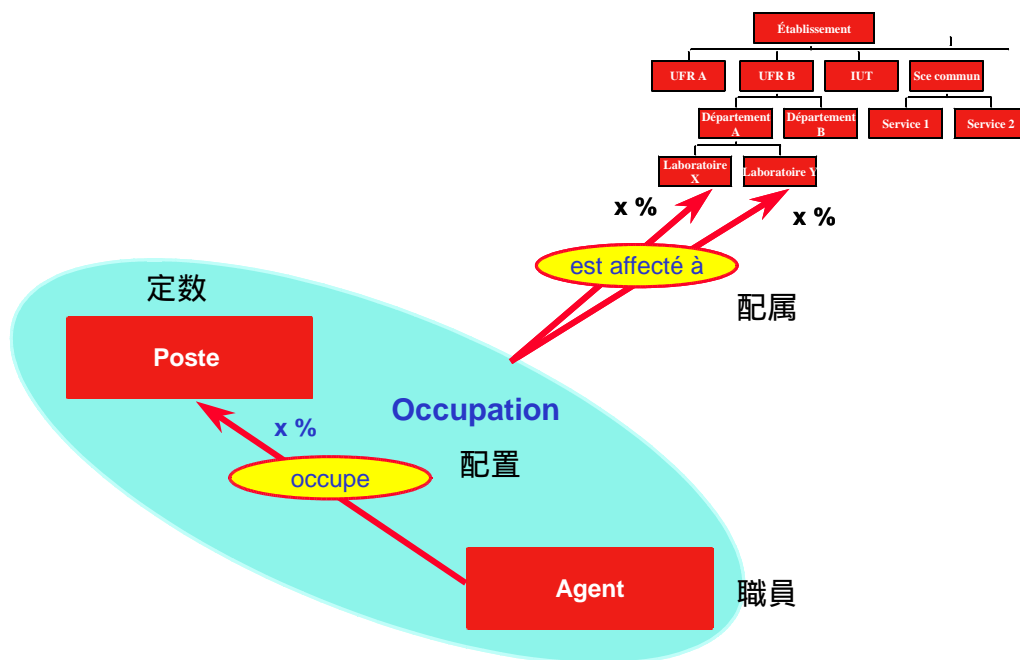 Établissement
UFR A
UFR B
IUT
Sce commun
Département
A
Département
B
Service 1
Service 2
Laboratoire
X
Laboratoire Y
x %
x %
est affecté à
配属
定数
Poste
Occupation
x %
配置
occupe
Agent
職員